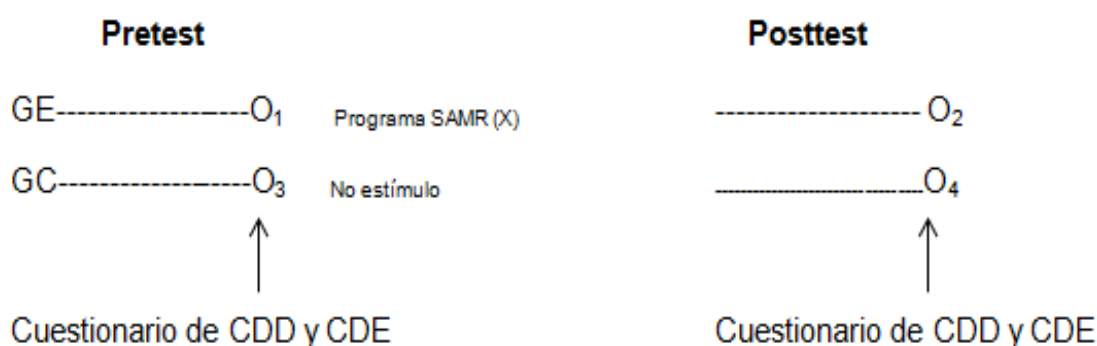 Pretest Posttest
GE-------------------O₁ Programa SAMR (X) -------------------- O₂
GC-------------------O₃ No estímulo ______________________O₄
Cuestionario de CDD y CDE Cuestionario de CDD y CDE